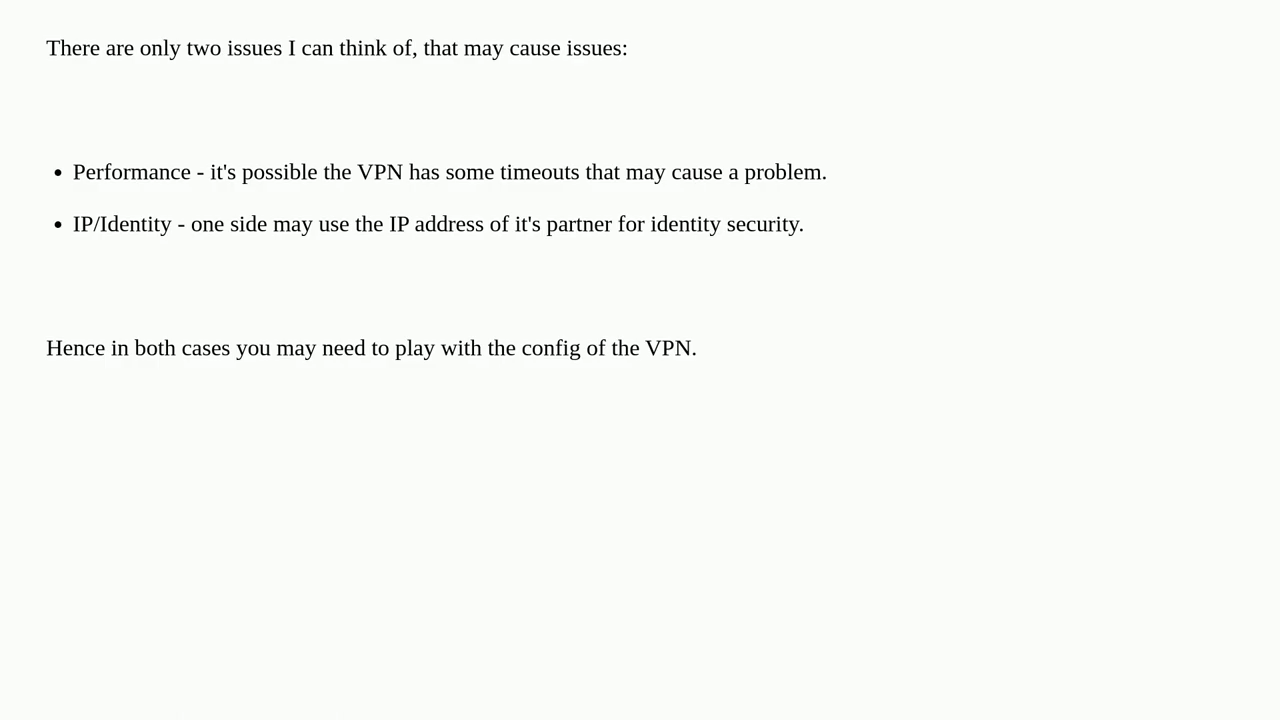 There are only two issues I can think of, that may cause issues:
• Performance - it's possible the VPN has some timeouts that may cause a problem.
• IP/Identity - one side may use the IP address of it's partner for identity security.
Hence in both cases you may need to play with the config of the VPN.